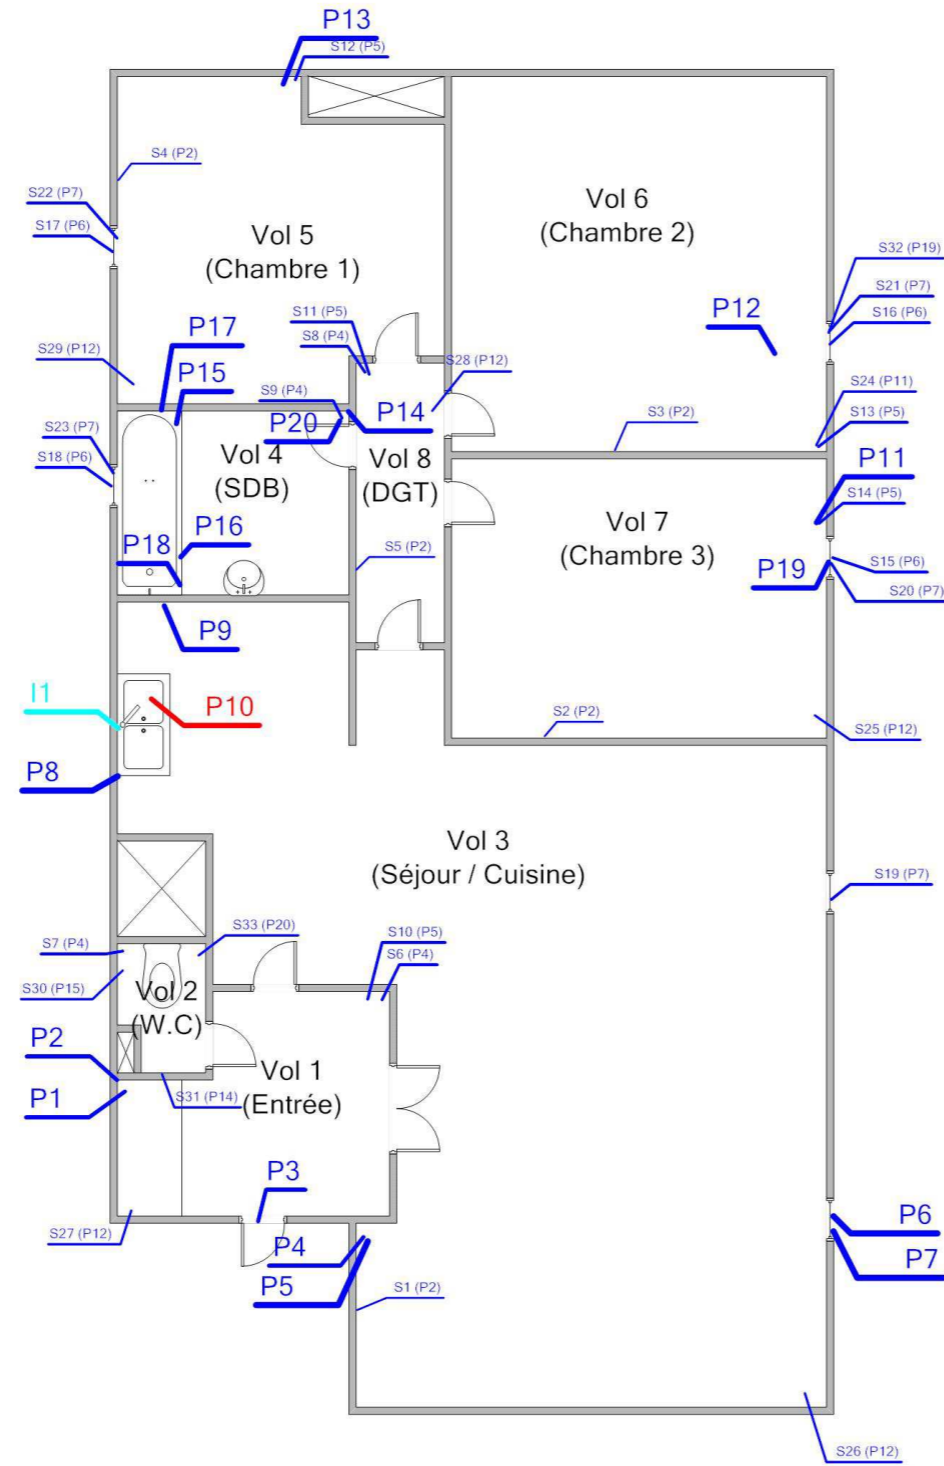 P13
S12 (P5)
S4 (P2)
S22 (P7)
S17 (P6)
Vol 5
(Chambre 1)
Vol 6
(Chambre 2)
S32 (P19)
S21 (P7)
S16 (P6)
P12
S11 (P5)
S8 (P4)
P17
S29 (P12)
P15
S28 (P12)
S9 (P4)
P20
P14
S3 (P2)
S24 (P11)
S13 (P5)
S23 (P7)
S18 (P6)
Vol 4
(SDB)
Vol 8
(DGT)
P11
S14 (P5)
P16
P18
Vol 7
(Chambre 3)
S5 (P2)
S15 (P6)
P19
S20 (P7)
P9
I1
P10
S2 (P2)
S25 (P12)
P8
Vol 3
(Séjour / Cuisine)
S19 (P7)
S33 (P20)
S7 (P4)
S10 (P5)
S6 (P4)
S30 (P15)
Vol 2
(W.C)
P2
P1
Vol 1
(Entrée)
S31 (P14)
P3
S27 (P12)
P4
P5
P6
P7
S1 (P2)
S26 (P12)